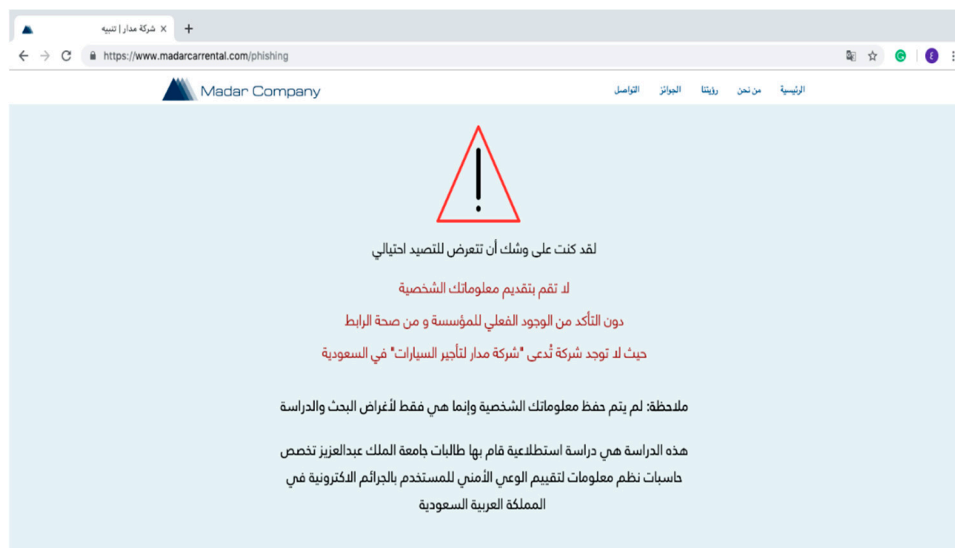 شركة مدار | تنبيه
https://www.madarcarrental.com/phishing
Madar Company
الرئيسية من نحن رؤيتنا الجوائز التواصل
لقد كنت على وشك أن تتعرض للتصيد احتيالي
لا تقم بتقديم معلوماتك الشخصية
دون التأكد من الوجود الفعلي للمؤسسة و من صحة الرابط
حيث لا توجد شركة تُدعى "شركة مدار لتأجير السيارات" في السعودية
ملاحظة: لم يتم حفظ معلوماتك الشخصية وإنما هي فقط لأغراض البحث والدراسة
هذه الدراسة هي دراسة استطلاعية قام بها طالبات جامعة الملك عبدالعزيز تخصص
حاسبات نظم معلومات لتقييم الوعي الأمني للمستخدم بالجرائم الاكترونية في
المملكة العربية السعودية